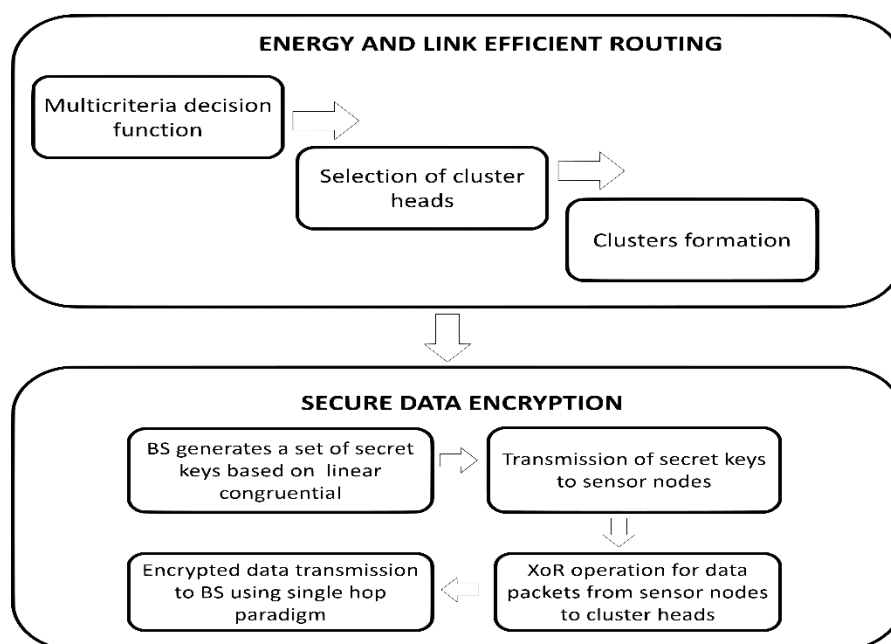 ENERGY AND LINK EFFICIENT ROUTING
Multicriteria decision
function
Selection of cluster
heads
Clusters formation
SECURE DATA ENCRYPTION
BS generates a set of secret
keys based on linear
congruential
Transmission of secret keys
to sensor nodes
Encrypted data transmission
to BS using single hop
paradigm
XoR operation for data
packets from sensor nodes
to cluster heads